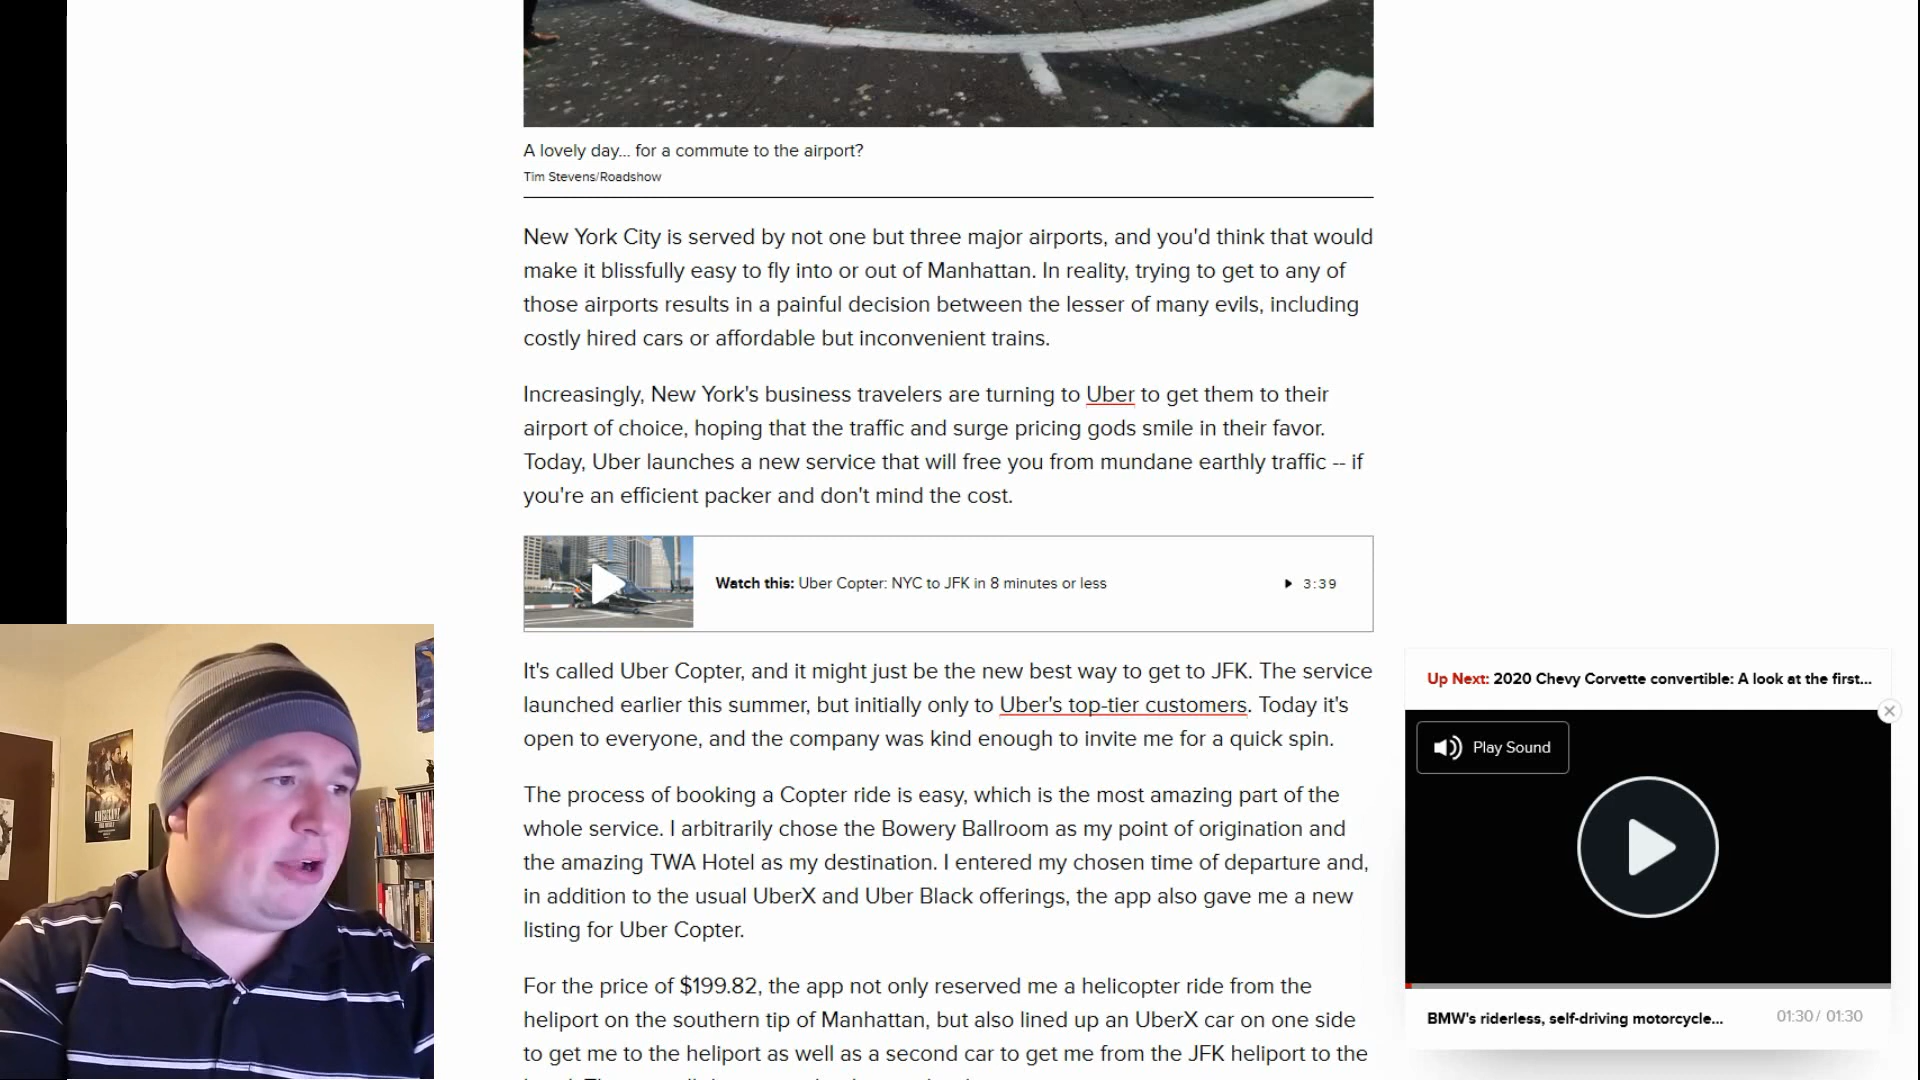 A lovely day... for a commute to the airport?
Tim Stevens/Roadshow
New York City is served by not one but three major airports, and you'd think that would
make it blissfully easy to fly into or out of Manhattan. In reality, trying to get to any of
those airports results in a painful decision between the lesser of many evils, including
costly hired cars or affordable but inconvenient trains.
Increasingly, New York's business travelers are turning to Uber to get them to their
airport of choice, hoping that the traffic and surge pricing gods smile in their favor.
Today, Uber launches a new service that will free you from mundane earthly traffic -- if
you're an efficient packer and don't mind the cost.
Watch this: Uber Copter: NYC to JFK in 8 minutes or less
3:39
It's called Uber Copter, and it might just be the new best way to get to JFK. The service
launched earlier this summer, but initially only to Uber's top-tier customers. Today it's
open to everyone, and the company was kind enough to invite me for a quick spin.
The process of booking a Copter ride is easy, which is the most amazing part of the
whole service. I arbitrarily chose the Bowery Ballroom as my point of origination and
the amazing TWA Hotel as my destination. I entered my chosen time of departure and,
in addition to the usual UberX and Uber Black offerings, the app also gave me a new
listing for Uber Copter.
For the price of $199.82, the app not only reserved me a helicopter ride from the
heliport on the southern tip of Manhattan, but also lined up an UberX car on one side
to get me to the heliport as well as a second car to get me from the JFK heliport to the
Up Next: 2020 Chevy Corvette convertible: A look at the first...
Play Sound
BMW's riderless, self-driving motorcycle...
01:30 / 01:30